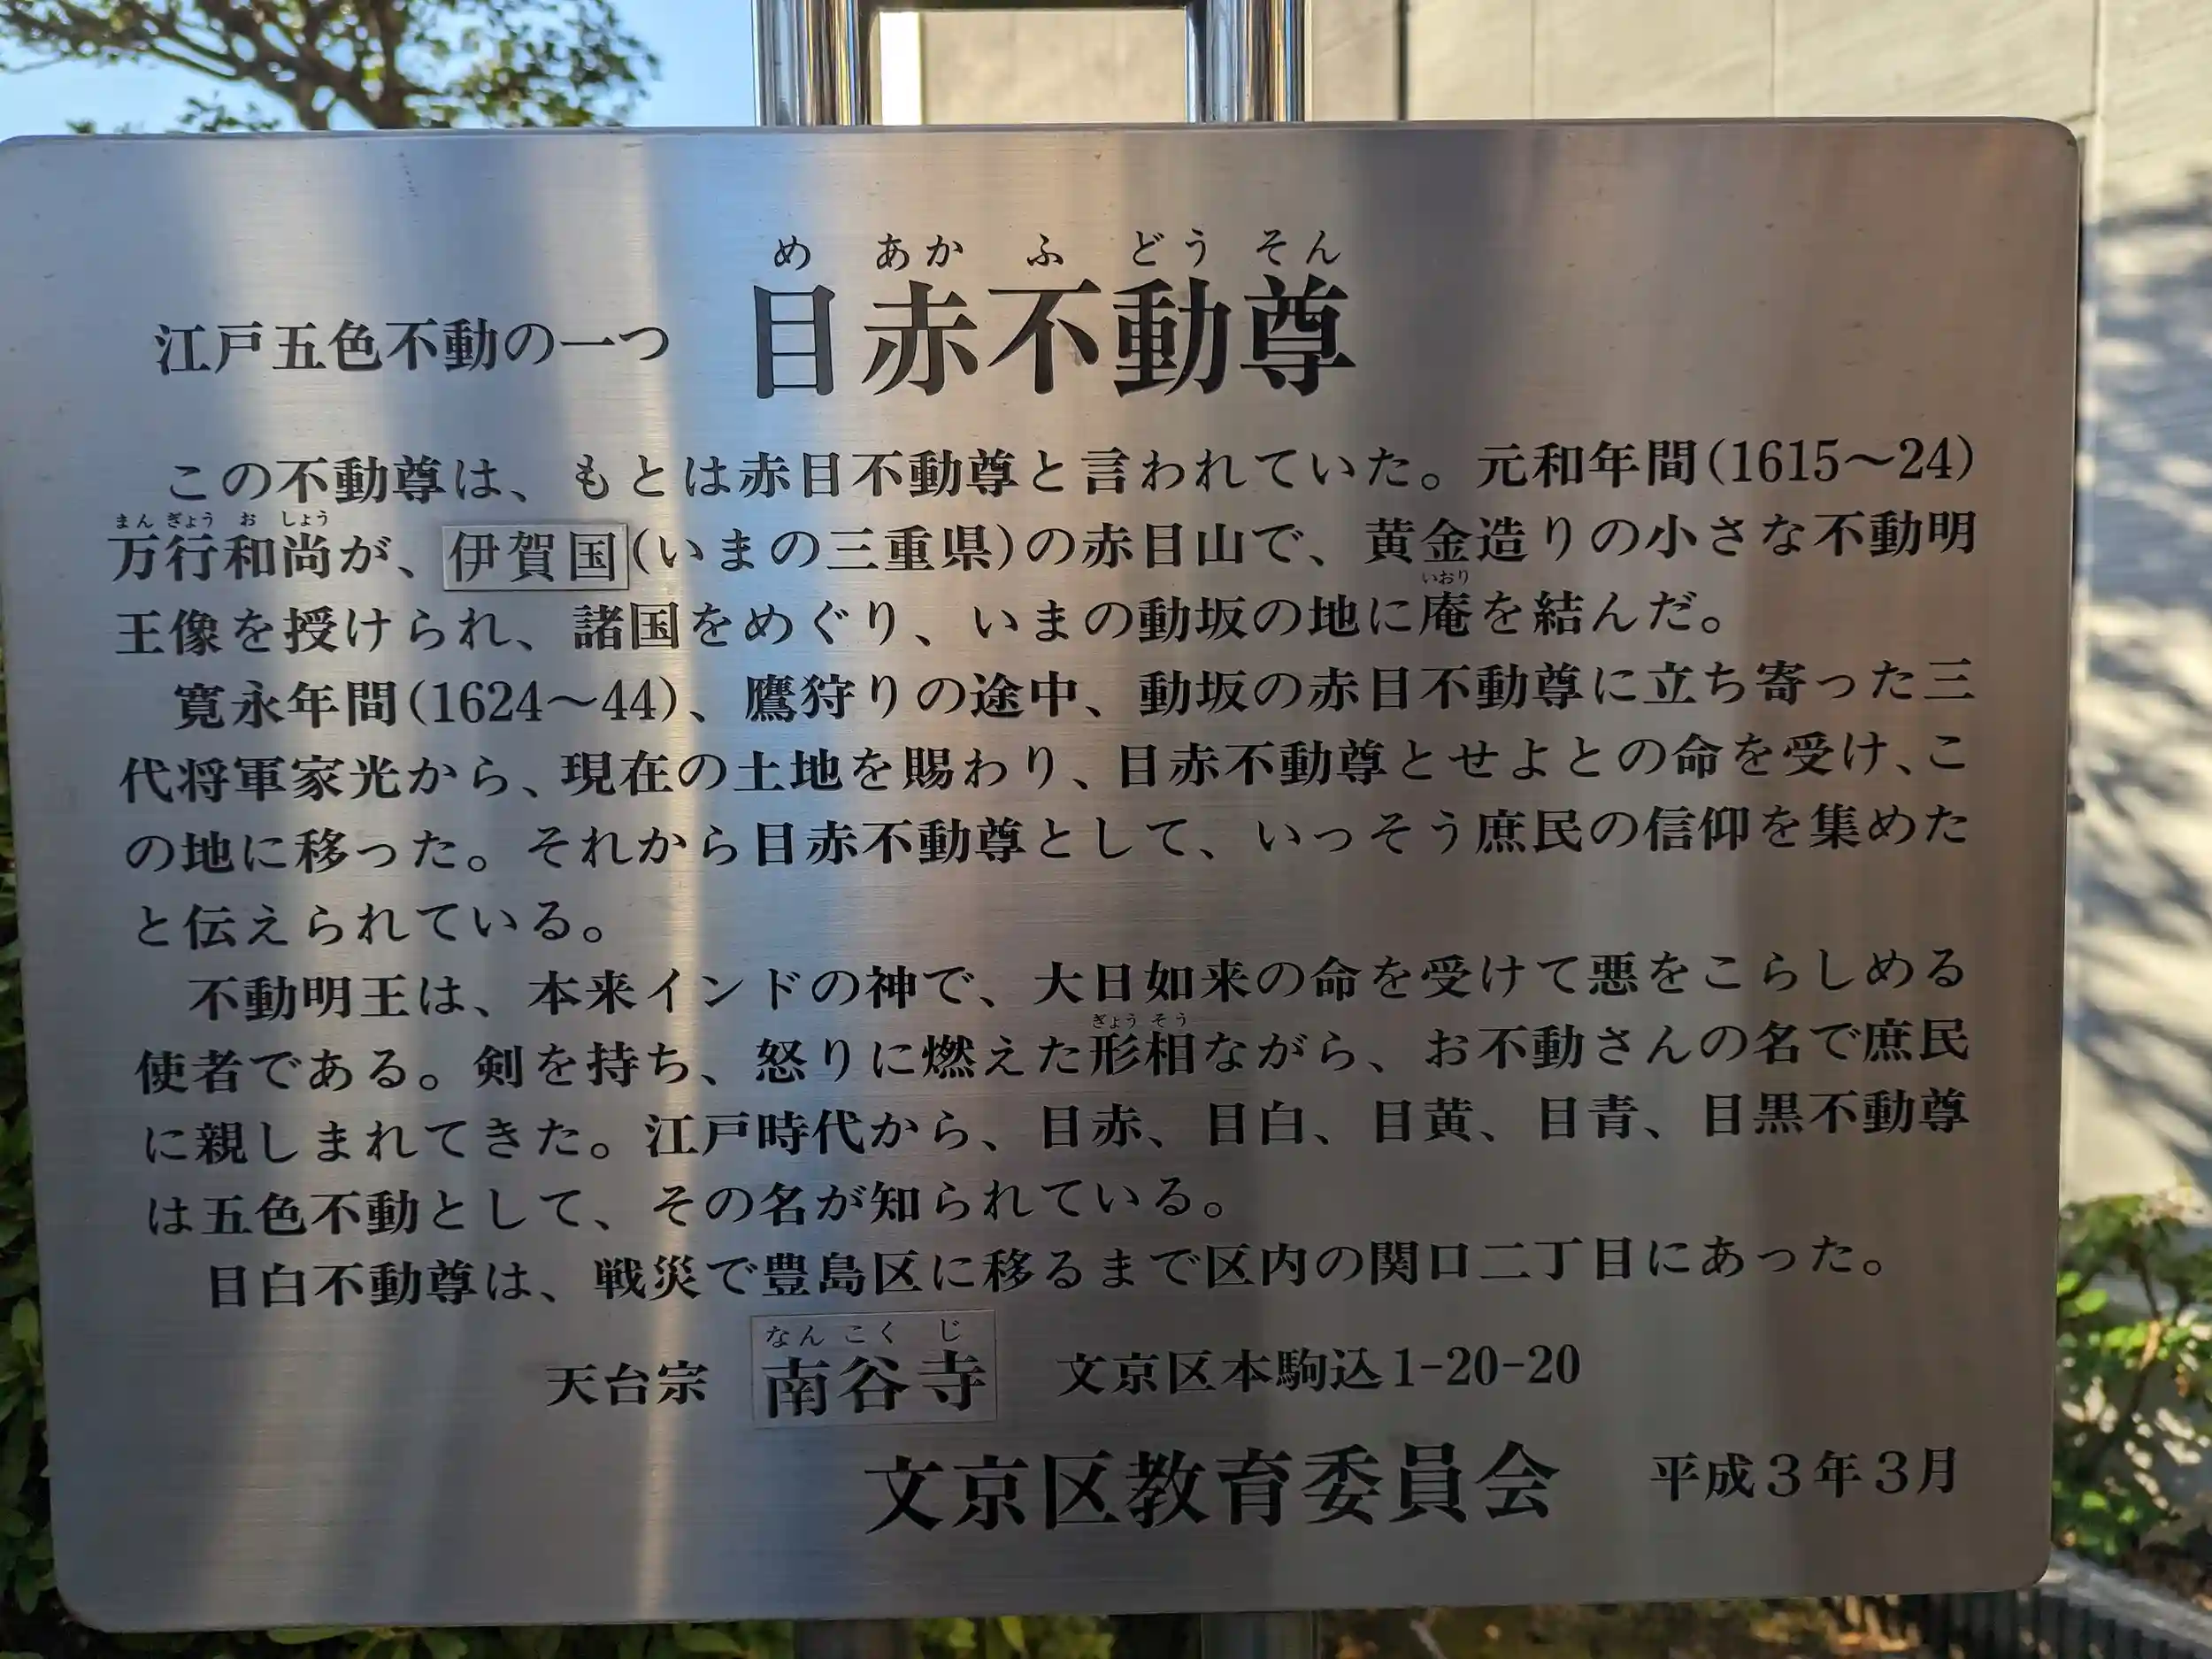 江戸五色不動の一つ 目赤不動尊
め あか ふ どう そん
この不動尊は、もとは赤目不動尊と言われていた。元和年間(1615〜24)
まん ぎょう お しょう
万行和尚が、伊賀国(いまの三重県)の赤目山で、黄金造りの小さな不動明
いおり
王像を授けられ、諸国をめぐり、いまの動坂の地に庵を結んだ。
寛永年間(1624〜44)、鷹狩りの途中、動坂の赤目不動尊に立ち寄った三
代将軍家光から、現在の土地を賜わり、目赤不動尊とせよとの命を受け、こ
の地に移った。それから目赤不動尊として、いっそう庶民の信仰を集めた
と伝えられている。
不動明王は、本来インドの神で、大日如来の命を受けて悪をこらしめる
ぎょう そう
使者である。剣を持ち、怒りに燃えた形相ながら、お不動さんの名で庶民
に親しまれてきた。江戸時代から、目赤、目白、目黄、目青、目黒不動尊
は五色不動として、その名が知られている。
目白不動尊は、戦災で豊島区に移るまで区内の関口二丁目にあった。
なん こく じ
天台宗 南谷寺 文京区本駒込1-20-20
文京区教育委員会 平成3年3月